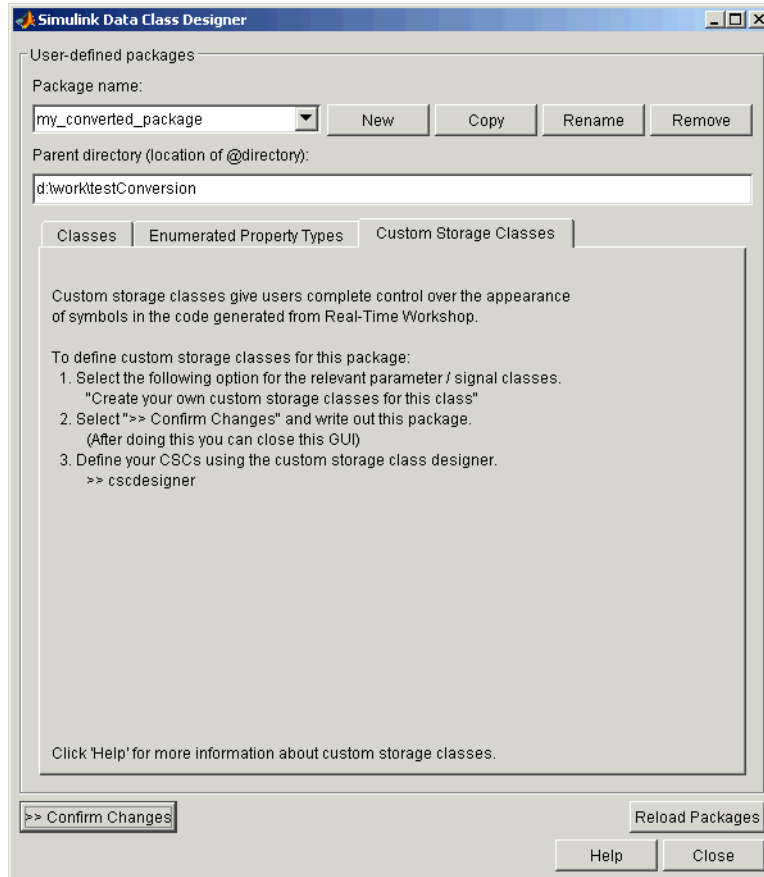 Simulink Data Class Designer
User-defined packages
Package name:
my_converted_package
New
Copy
Rename
Remove
Parent directory (location of @directory):
d:\work\testConversion
Classes
Enumerated Property Types
Custom Storage Classes
Custom storage classes give users complete control over the appearance
of symbols in the code generated from Real-Time Workshop.
To define custom storage classes for this package:
1. Select the following option for the relevant parameter / signal classes.
"Create your own custom storage classes for this class"
2. Select ">> Confirm Changes" and write out this package.
(After doing this you can close this GUI)
3. Define your CSCs using the custom storage class designer.
>> cscdesigner
Click 'Help' for more information about custom storage classes.
>> Confirm Changes
Reload Packages
Help
Close